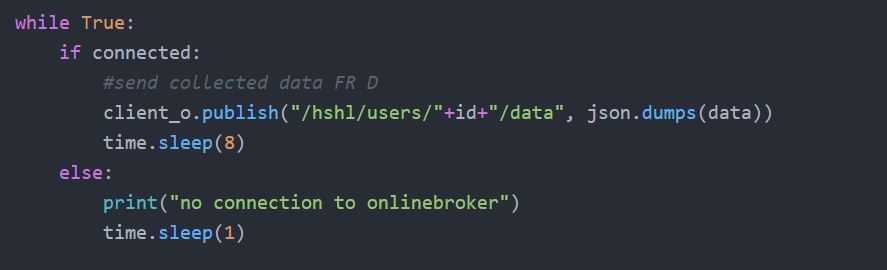 while True:
    if connected:
        #send collected data FR D
        client_o.publish("/hshl/users/"+id+"/data", json.dumps(data))
        time.sleep(8)
    else:
        print("no connection to onlinebroker")
        time.sleep(1)